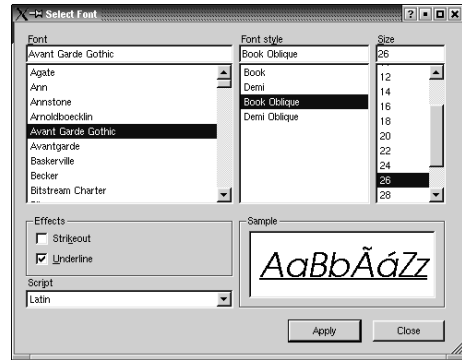 Select Font
Font
Avant Garde Gothic
Agate
Ann
Annstone
Arnoldboecklin
Avant Garde Gothic
Avantgarde
Baskerville
Becker
Bitstream Charter
Font style
Book Oblique
Book
Demi
Book Oblique
Demi Oblique
Size
26
12
14
16
18
20
22
24
26
28
Effects
Strikeout
Underline
Script
Latin
Sample
AaBbÃáZz
Apply
Close